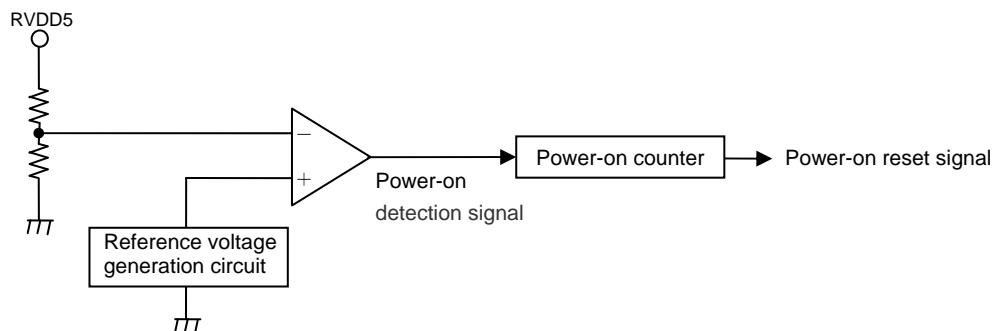 RVDD5
−
+
Power-on
detection signal
Power-on counter
Power-on reset signal
Reference voltage
generation circuit